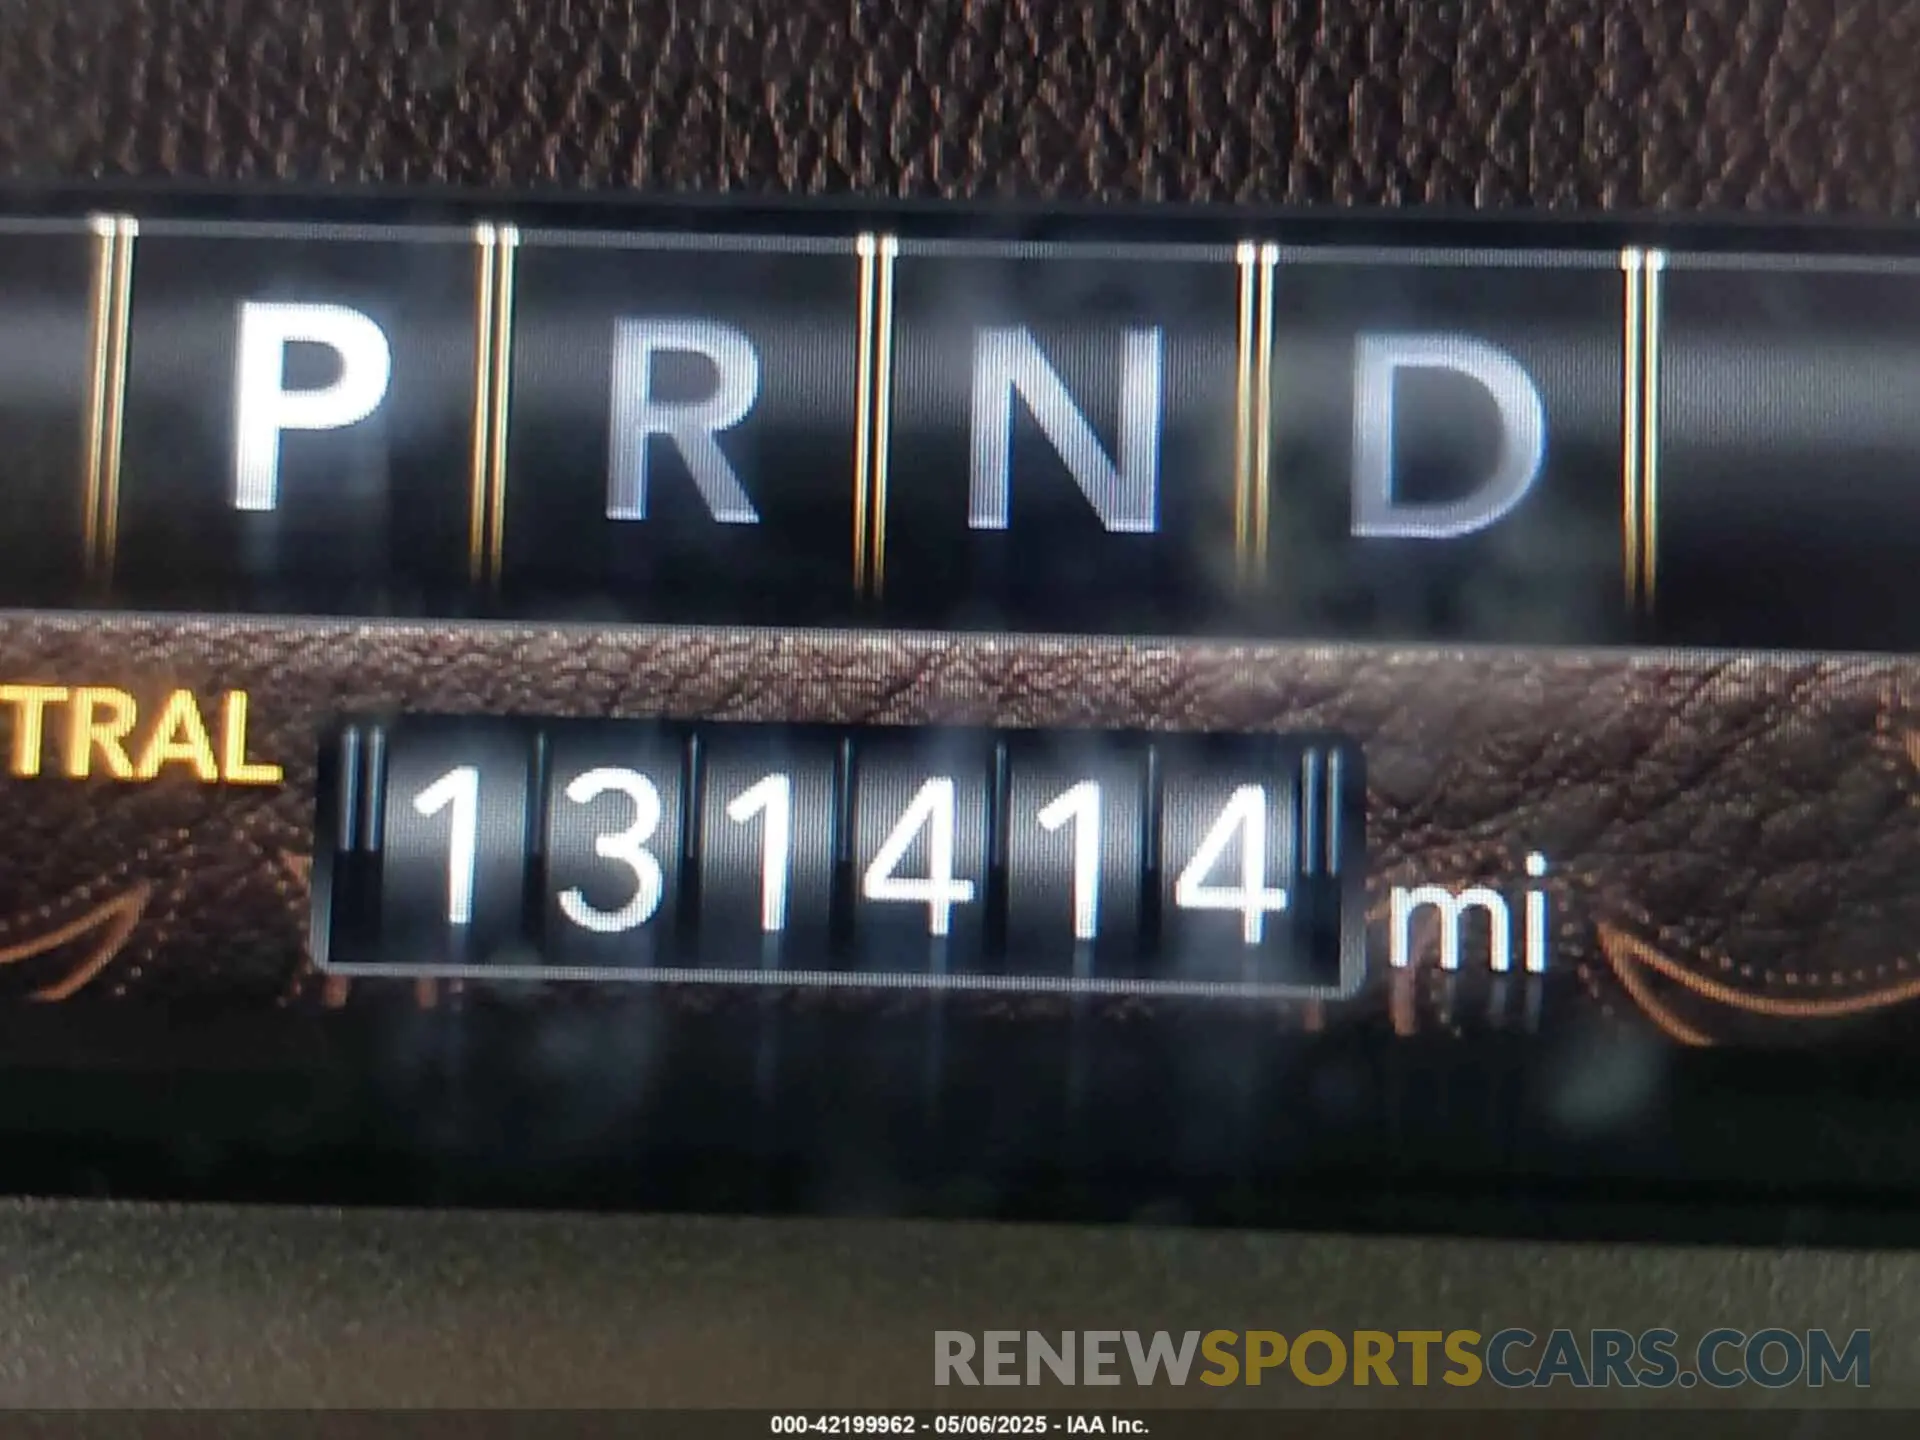 P R N D
TRAL
131414 mi
RENEWSPORTSCARS.COM
000-42199962 - 05/06/2025 - IAA Inc.